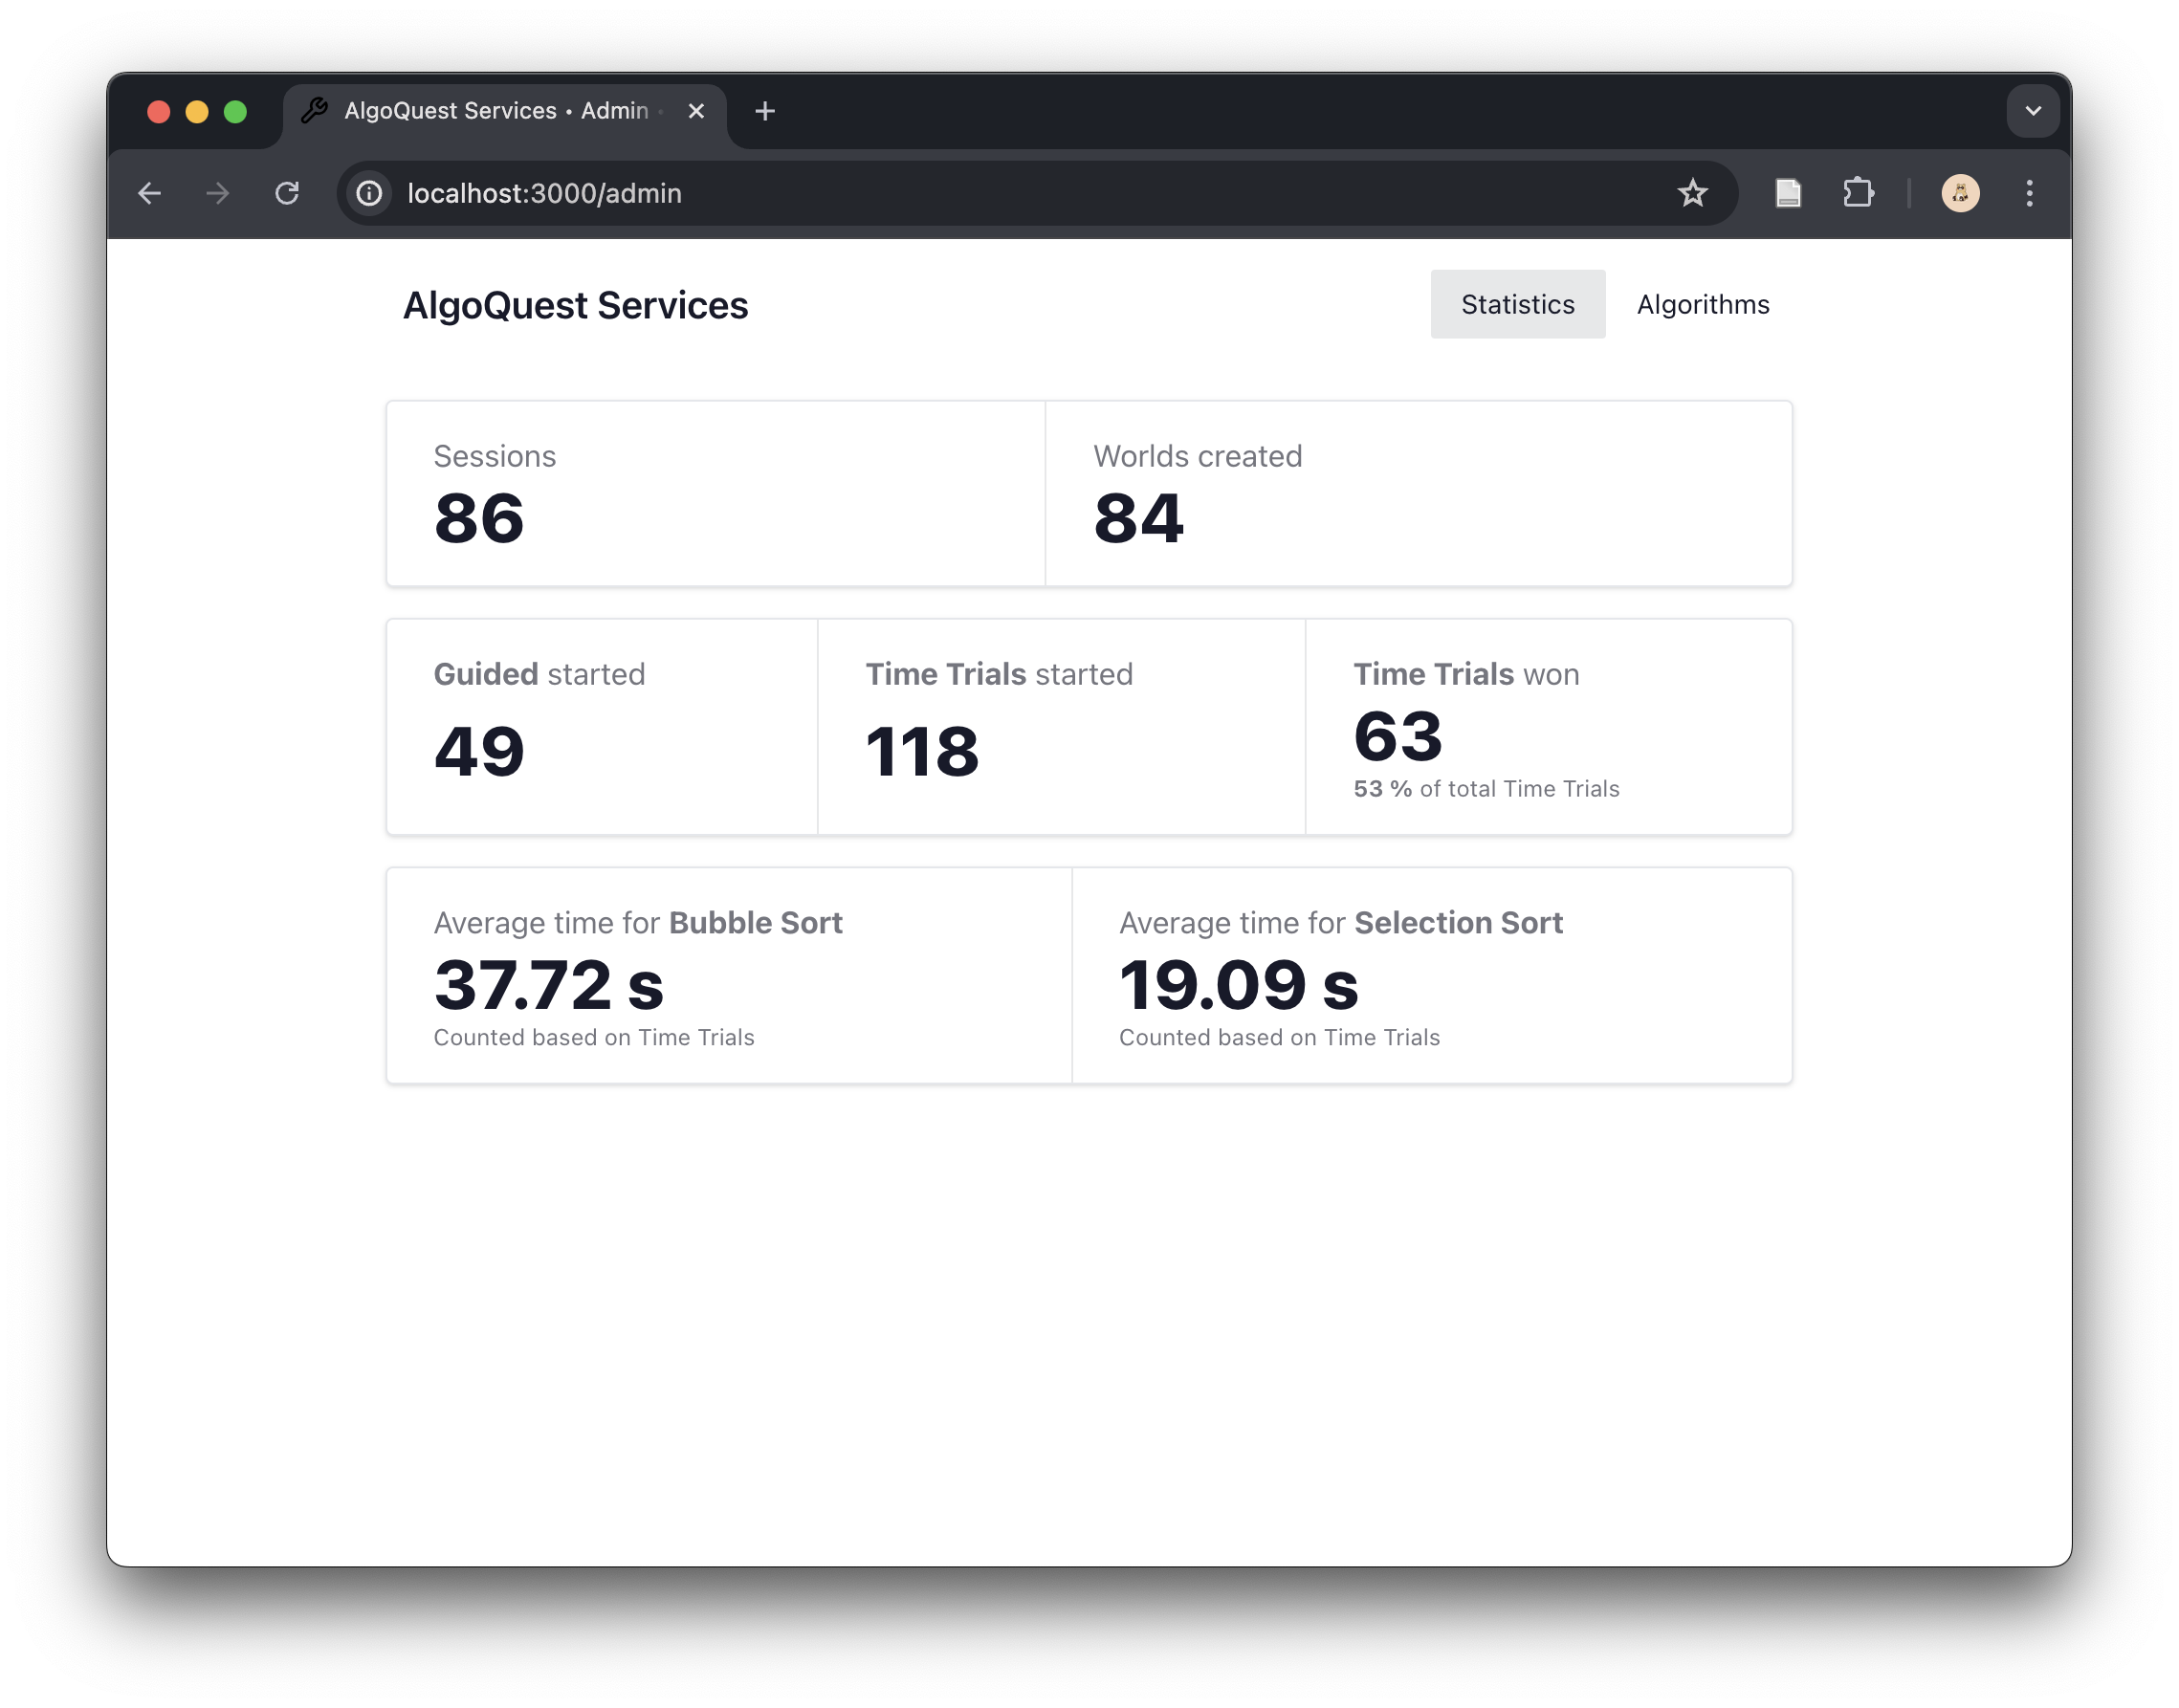 AlgoQuest Services • Admin
localhost:3000/admin
AlgoQuest Services
Statistics
Algorithms
Sessions
86
Worlds created
84
Guided started
49
Time Trials started
118
Time Trials won
63
53 % of total Time Trials
Average time for Bubble Sort
37.72 s
Counted based on Time Trials
Average time for Selection Sort
19.09 s
Counted based on Time Trials